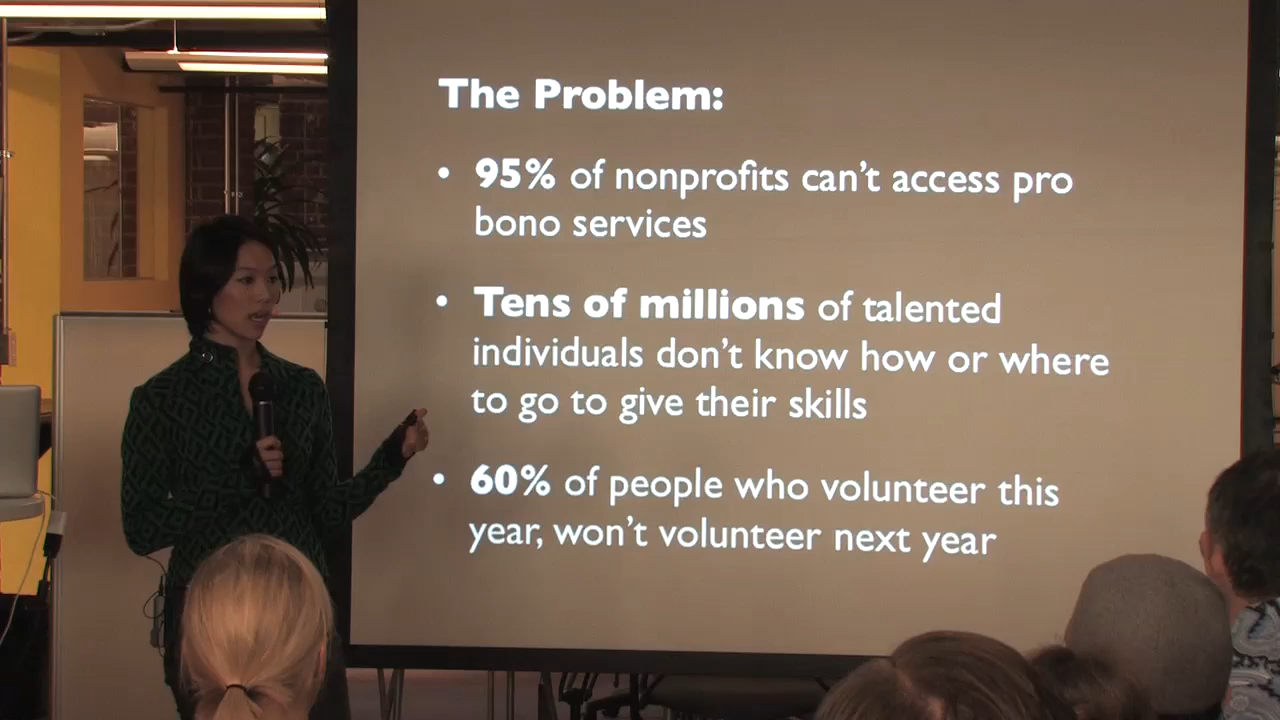 The Problem:
• 95% of nonprofits can't access pro
bono services
• Tens of millions of talented
individuals don't know how or where
to go to give their skills
• 60% of people who volunteer this
year, won't volunteer next year